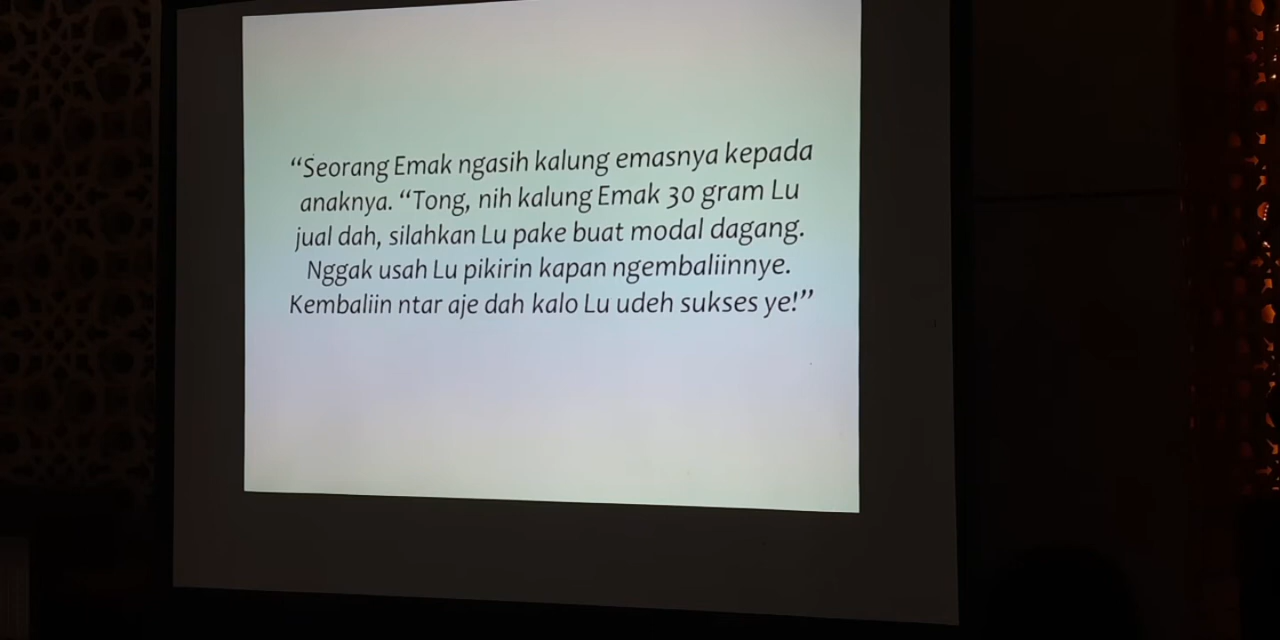 “Seorang Emak ngasih kalung emasnya kepada
anaknya. “Tong, nih kalung Emak 30 gram Lu
jual dah, silahkan Lu pake buat modal dagang.
Nggak usah Lu pikirin kapan ngembaliinnye.
Kembaliin ntar aje dah kalo Lu udeh sukses ye!”